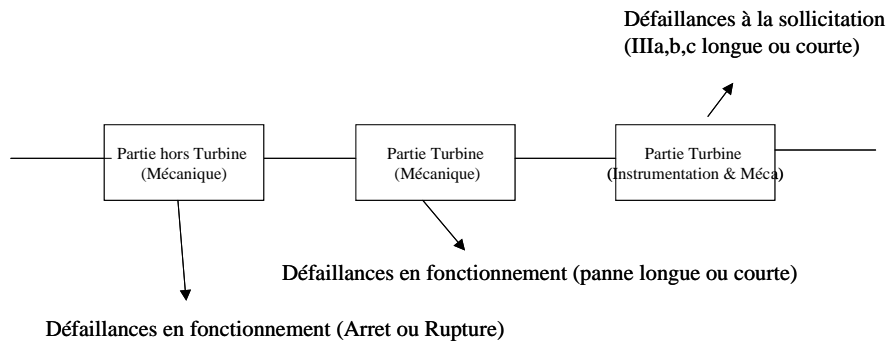 Défaillances à la sollicitation
(IIIa,b,c longue ou courte)
Partie hors Turbine
(Mécanique)
Partie Turbine
(Mécanique)
Partie Turbine
(Instrumentation & Méca)
Défaillances en fonctionnement (panne longue ou courte)
Défaillances en fonctionnement (Arret ou Rupture)